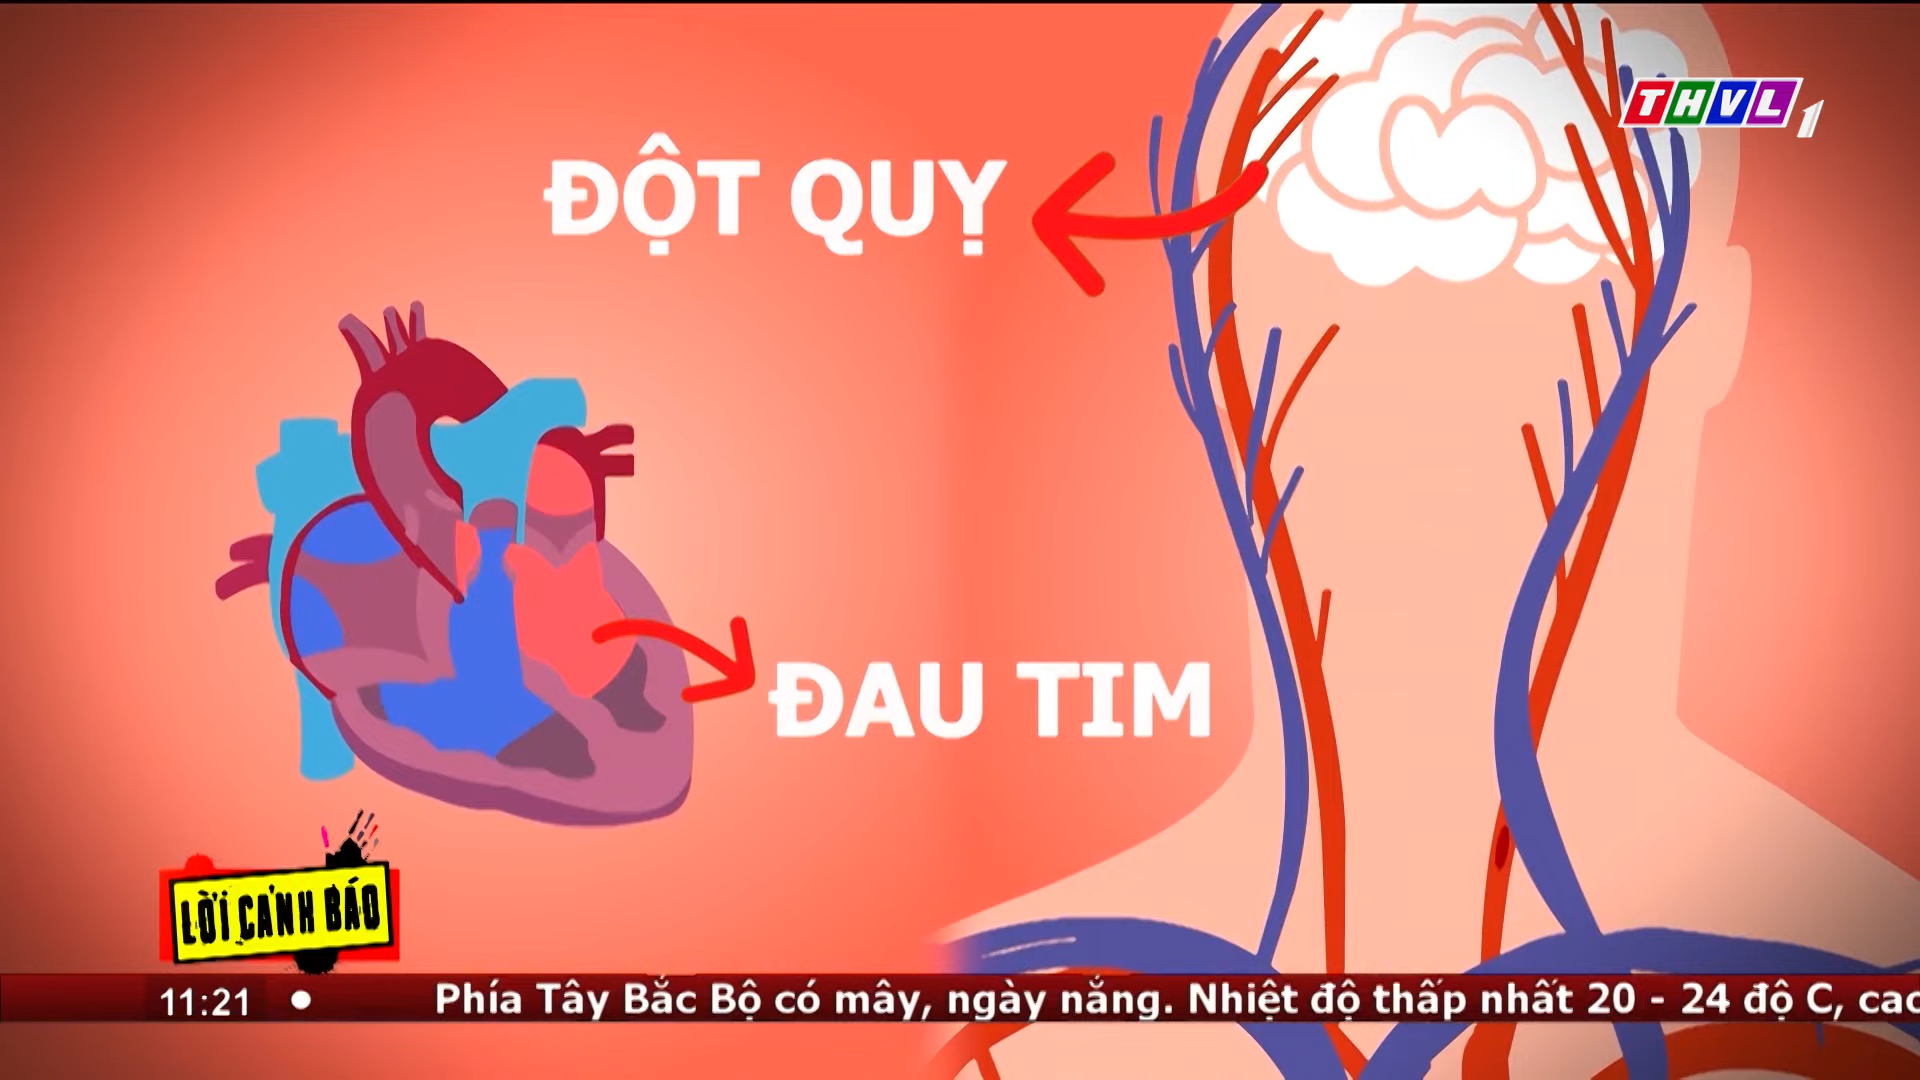 THVL1
ĐỘT QUỴ
ĐAU TIM
LỜI CẢNH BÁO
11:21 Phía Tây Bắc Bộ có mây, ngày nắng. Nhiệt độ thấp nhất 20 - 24 độ C, cao